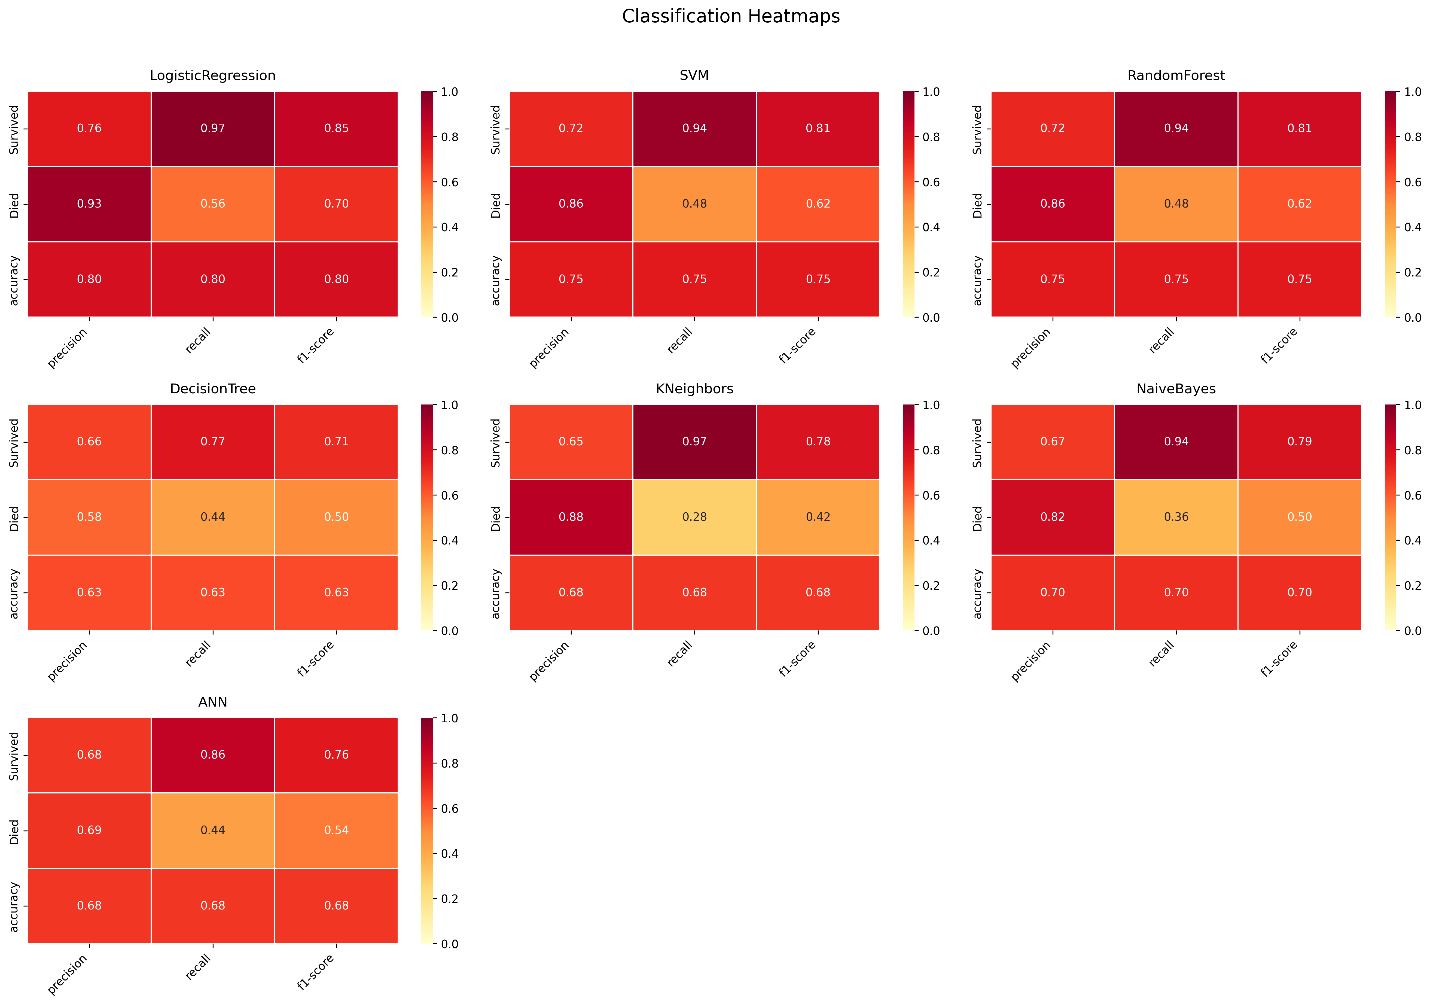 Classification Heatmaps
LogisticRegression
Survived
0.76 0.97 0.85
Died
0.93 0.56 0.70
accuracy
0.80 0.80 0.80
precision recall f1-score
1.0
0.8
0.6
0.4
0.2
0.0
SVM
Survived
0.72 0.94 0.81
Died
0.86 0.48 0.62
accuracy
0.75 0.75 0.75
precision recall f1-score
1.0
0.8
0.6
0.4
0.2
0.0
RandomForest
Survived
0.72 0.94 0.81
Died
0.86 0.48 0.62
accuracy
0.75 0.75 0.75
precision recall f1-score
1.0
0.8
0.6
0.4
0.2
0.0
DecisionTree
Survived
0.66 0.77 0.71
Died
0.58 0.44 0.50
accuracy
0.63 0.63 0.63
precision recall f1-score
1.0
0.8
0.6
0.4
0.2
0.0
KNeighbors
Survived
0.65 0.97 0.78
Died
0.88 0.28 0.42
accuracy
0.68 0.68 0.68
precision recall f1-score
1.0
0.8
0.6
0.4
0.2
0.0
NaiveBayes
Survived
0.67 0.94 0.79
Died
0.82 0.36 0.50
accuracy
0.70 0.70 0.70
precision recall f1-score
1.0
0.8
0.6
0.4
0.2
0.0
ANN
Survived
0.68 0.86 0.76
Died
0.69 0.44 0.54
accuracy
0.68 0.68 0.68
precision recall f1-score
1.0
0.8
0.6
0.4
0.2
0.0